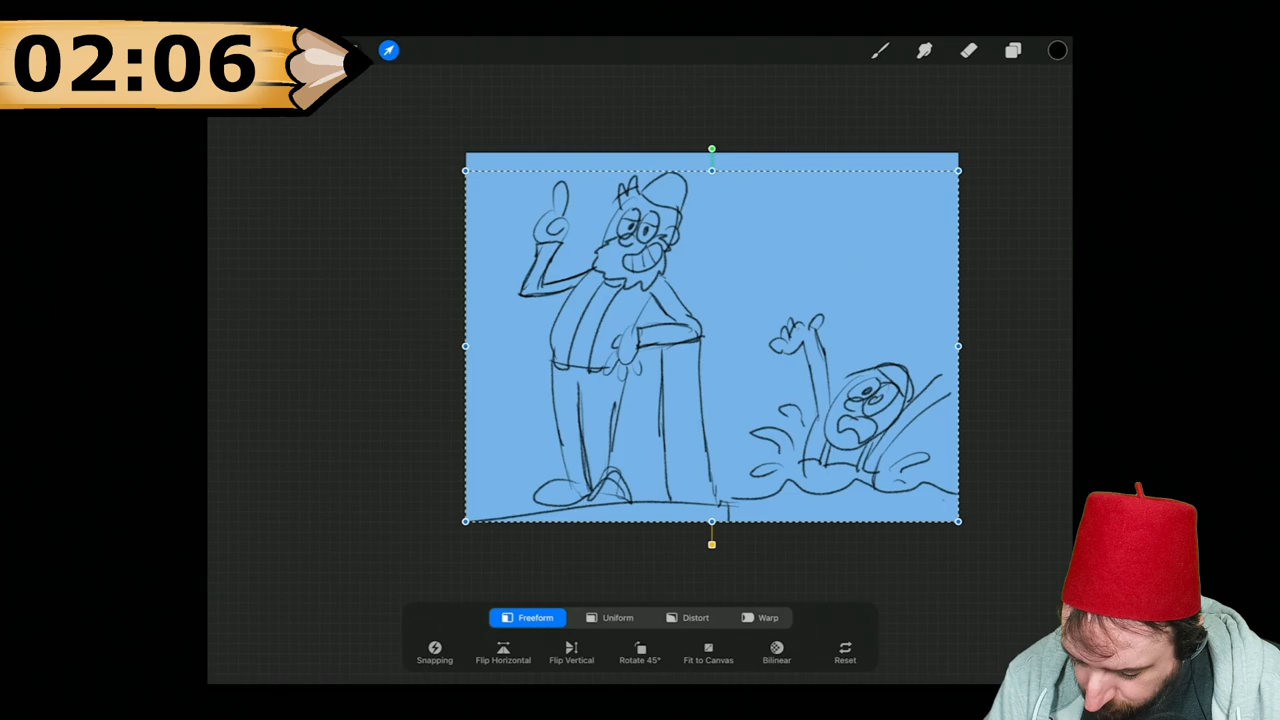 02:06
Freeform Uniform Distort Warp
Snapping Flip Horizontal Flip Vertical Rotate 45° Fit to Canvas Bilinear Reset